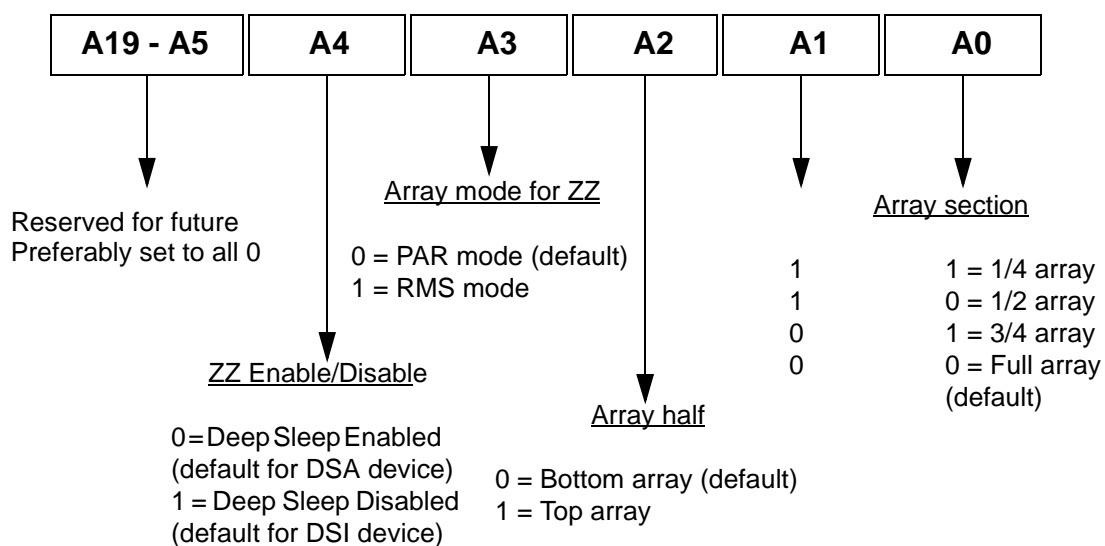 A19 - A5 A4 A3 A2 A1 A0
Reserved for future
Preferably set to all 0
ZZ Enable/Disable
0=Deep Sleep Enabled
(default for DSA device)
1 = Deep Sleep Disabled
(default for DSI device)
Array mode for ZZ
0 = PAR mode (default)
1 = RMS mode
Array half
0 = Bottom array (default)
1 = Top array
Array section
1 1 = 1/4 array
1 0 = 1/2 array
0 1 = 3/4 array
0 0 = Full array
(default)